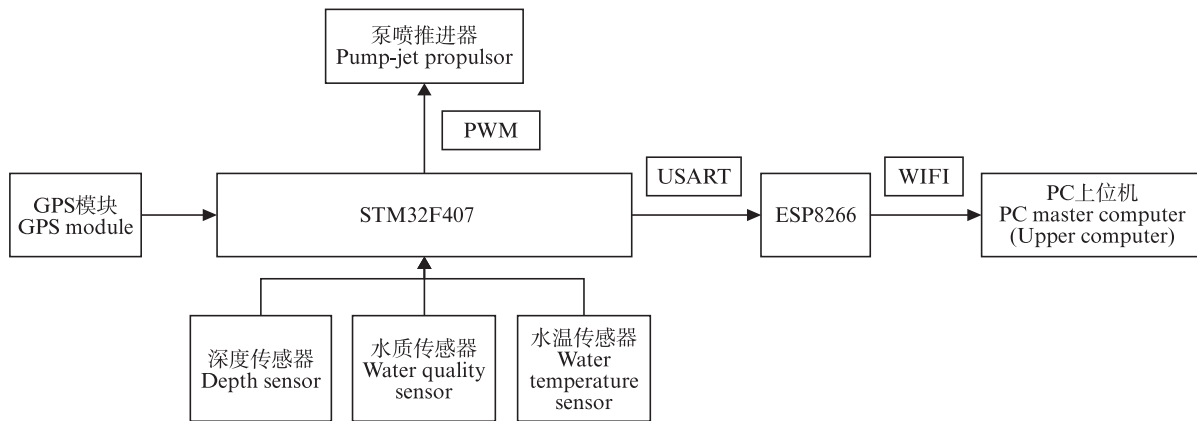 泵喷推进器
Pump-jet propulsor
PWM
USART
WIFI
GPS模块
GPS module
STM32F407
ESP8266
PC上位机
PC master computer
(Upper computer)
深度传感器
Depth sensor
水质传感器
Water quality
sensor
水温传感器
Water
temperature
sensor